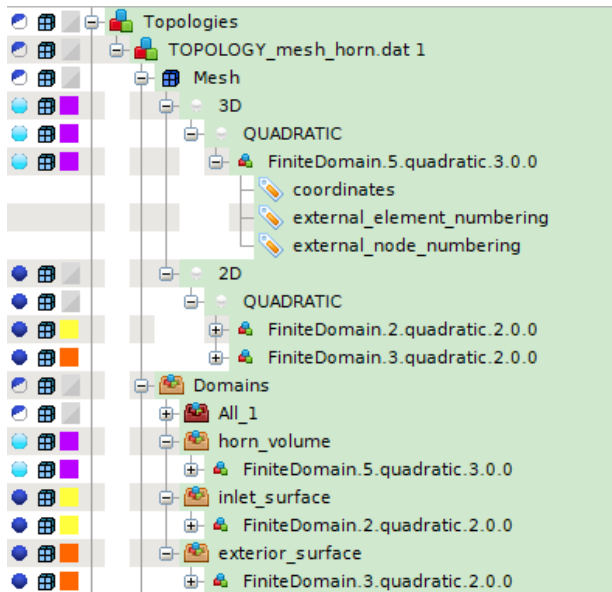 Topologies
TOPOLOGY_mesh_horn.dat 1
Mesh
3D
QUADRATIC
FiniteDomain.5.quadratic.3.0.0
coordinates
external_element_numbering
external_node_numbering
2D
QUADRATIC
FiniteDomain.2.quadratic.2.0.0
FiniteDomain.3.quadratic.2.0.0
Domains
All_1
horn_volume
FiniteDomain.5.quadratic.3.0.0
inlet_surface
FiniteDomain.2.quadratic.2.0.0
exterior_surface
FiniteDomain.3.quadratic.2.0.0